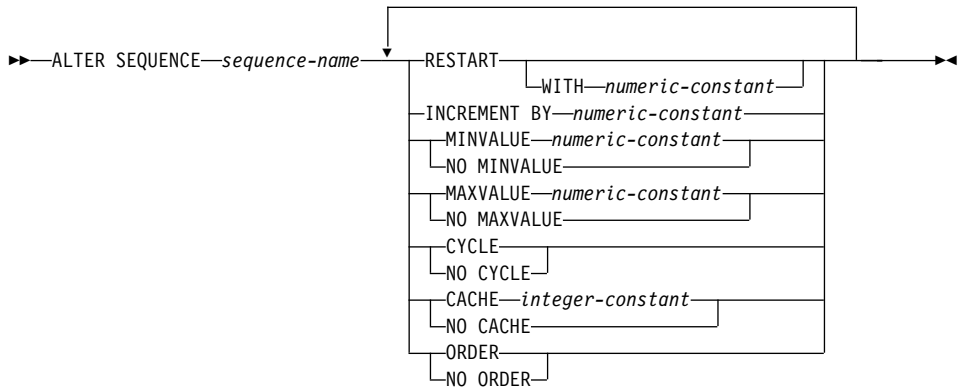 ALTER SEQUENCE sequence-name RESTART
WITH numeric-constant
INCREMENT BY numeric-constant
MINVALUE numeric-constant
NO MINVALUE
MAXVALUE numeric-constant
NO MAXVALUE
CYCLE
NO CYCLE
CACHE integer-constant
NO CACHE
ORDER
NO ORDER